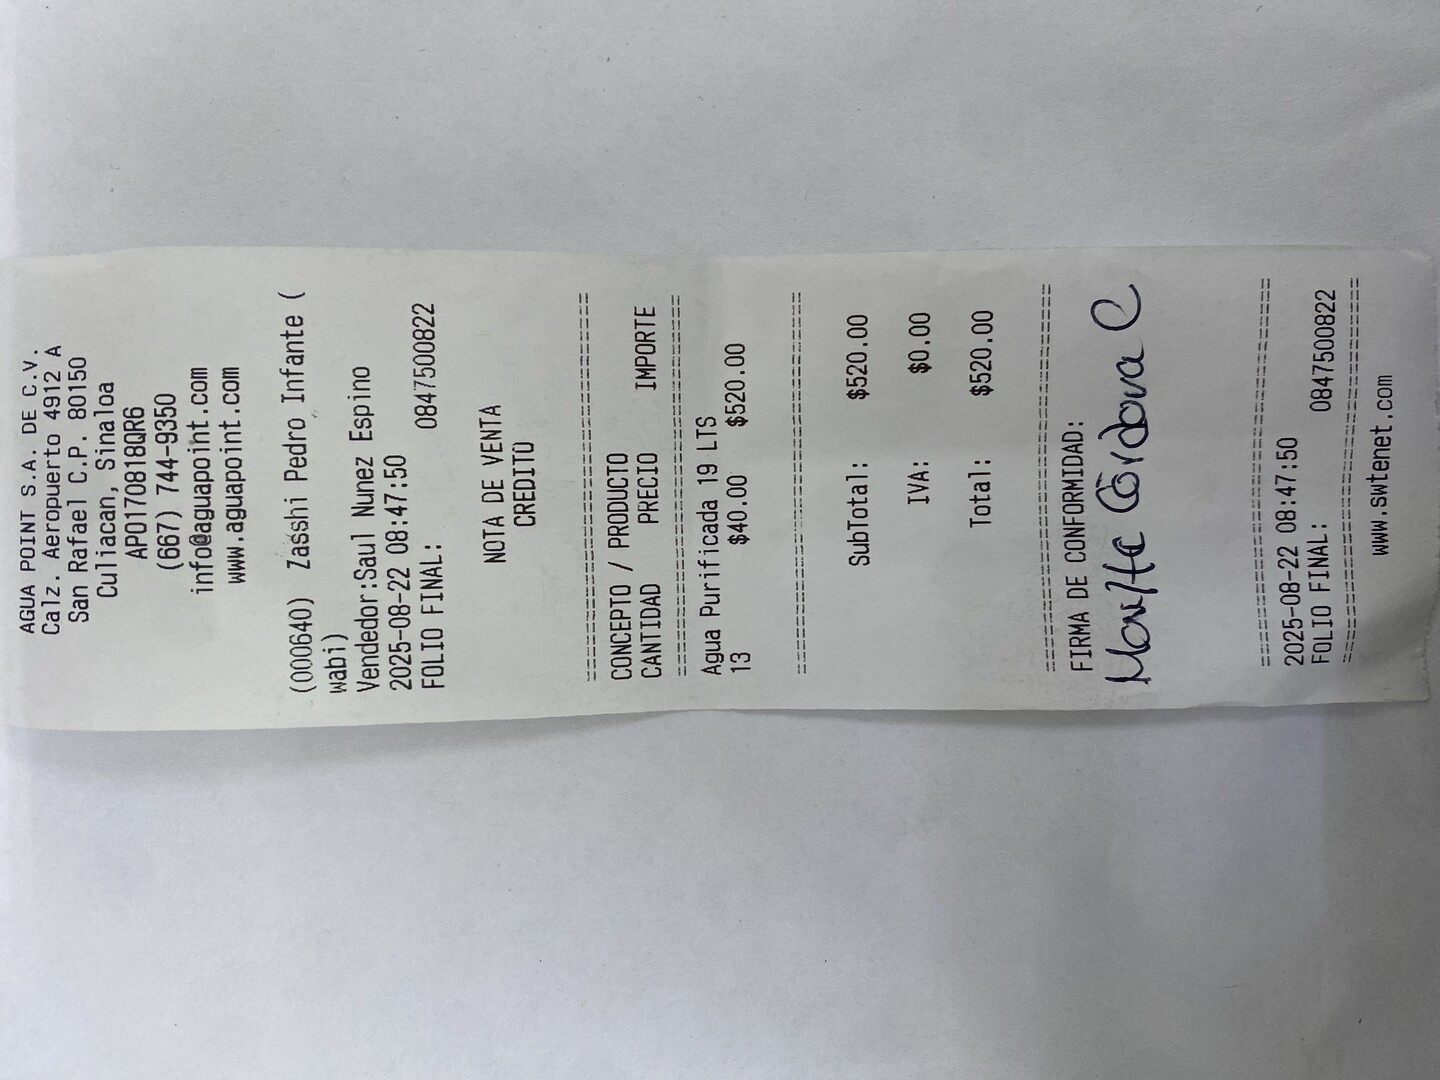 AGUA POINT S.A. DE C.V.
Calz. Aeropuerto 4912 A
San Rafael C.P. 80150
Culiacan, Sinaloa
APO170818QR6
(667) 744-9350
info@aguapoint.com
www.aguapoint.com
(000640) Zasshi Pedro Infante (
wabi)
Vendedor:Saul Nunez Espino
2025-08-22 08:47:50
FOLIO FINAL: 0847500822
NOTA DE VENTA
CREDITO
==============================
CONCEPTO / PRODUCTO
CANTIDAD PRECIO IMPORTE
==============================
Agua Purificada 19 LTS
13 $40.00 $520.00
==============================
SubTotal: $520.00
IVA: $0.00
Total: $520.00
==============================
FIRMA DE CONFORMIDAD:
Montse Cordova C
==============================
2025-08-22 08:47:50
FOLIO FINAL: 0847500822
==============================
www.swtenet.com